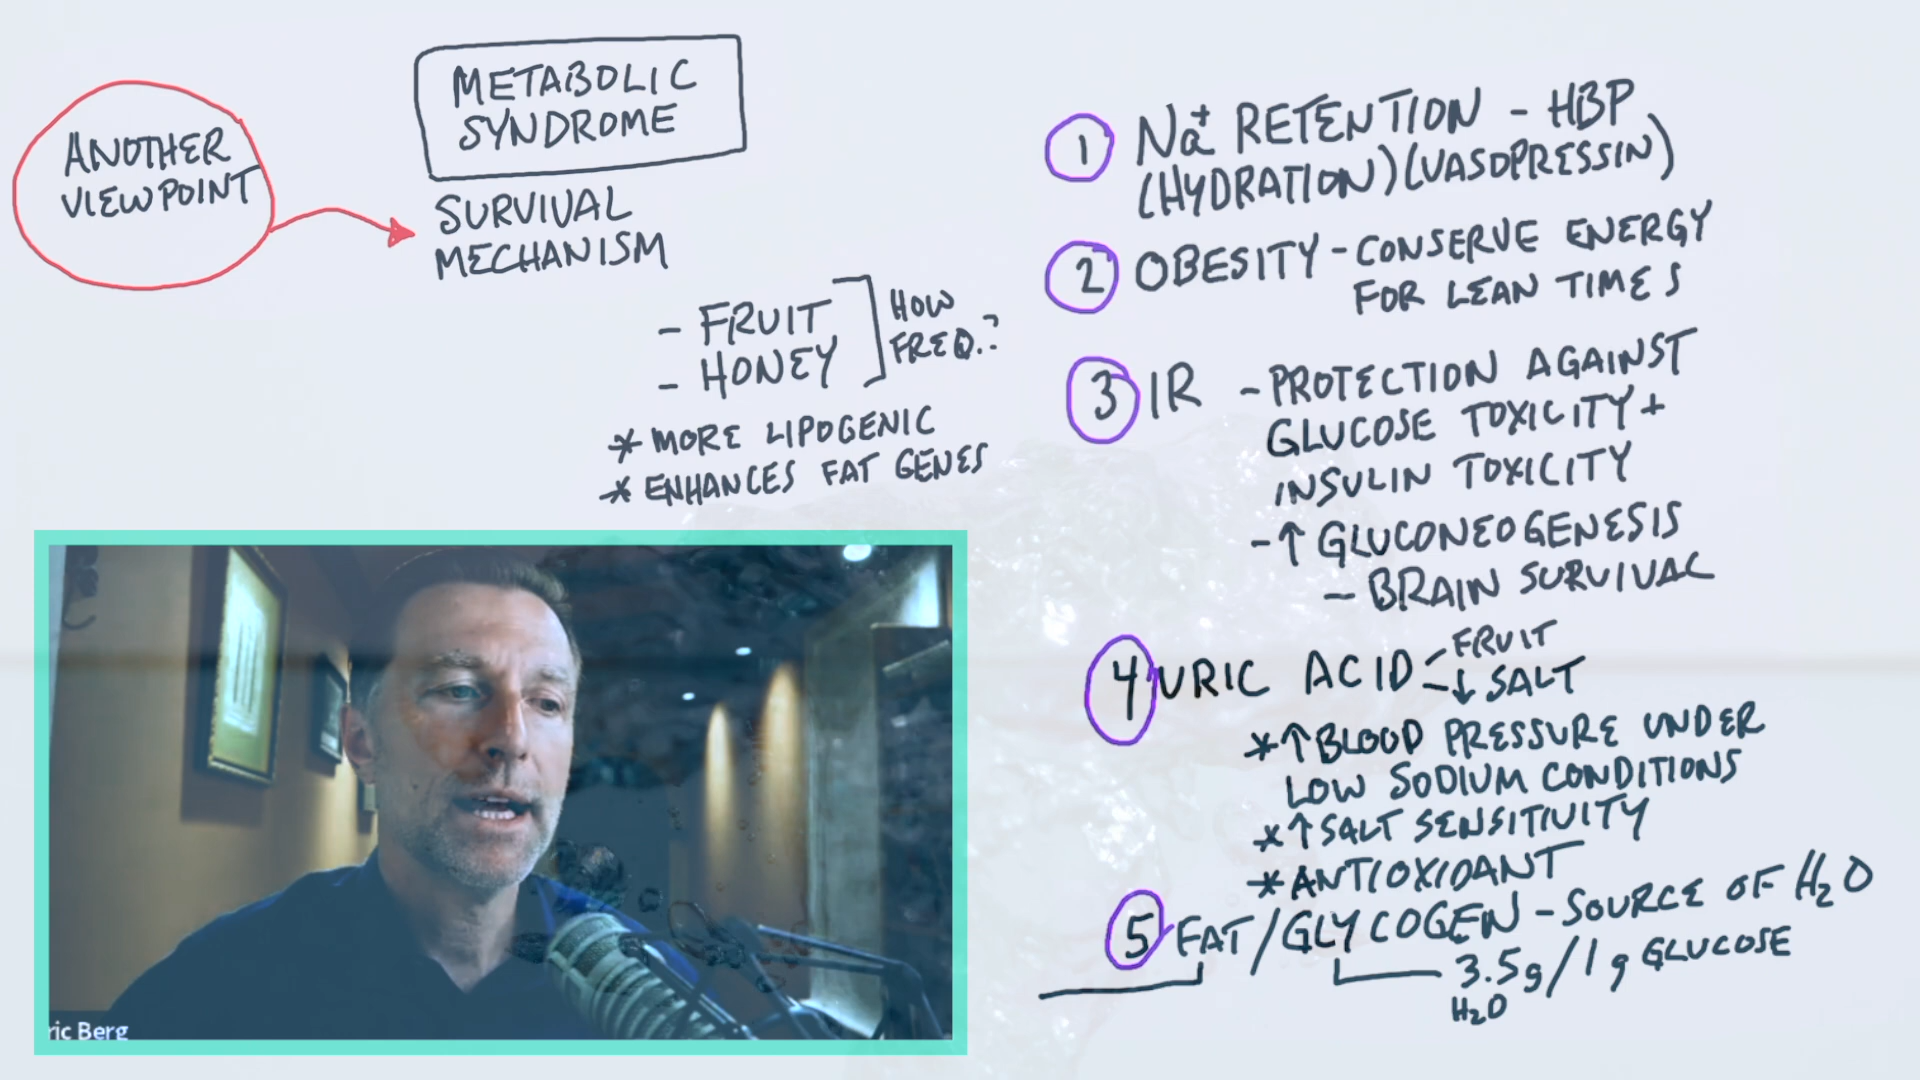 ANOTHER
VIEWPOINT
METABOLIC
SYNDROME
SURVIVAL
MECHANISM
- FRUIT
- HONEY
HOW
FREQ.?
* MORE LIPOGENIC
* ENHANCES FAT GENES
1 Na+ RETENTION - HBP
(HYDRATION) (VASOPRESSIN)
2 OBESITY - CONSERVE ENERGY
FOR LEAN TIMES
3 IR - PROTECTION AGAINST
GLUCOSE TOXICITY +
INSULIN TOXICITY
- ↑ GLUCONEOGENESIS
- BRAIN SURVIVAL
4 URIC ACID - FRUIT
- ↓ SALT
* ↑ BLOOD PRESSURE UNDER
LOW SODIUM CONDITIONS
* ↑ SALT SENSITIVITY
* ANTIOXIDANT
5 FAT/GLYCOGEN - SOURCE OF H2O
3.5g/1g GLUCOSE
H2O
ric Berg